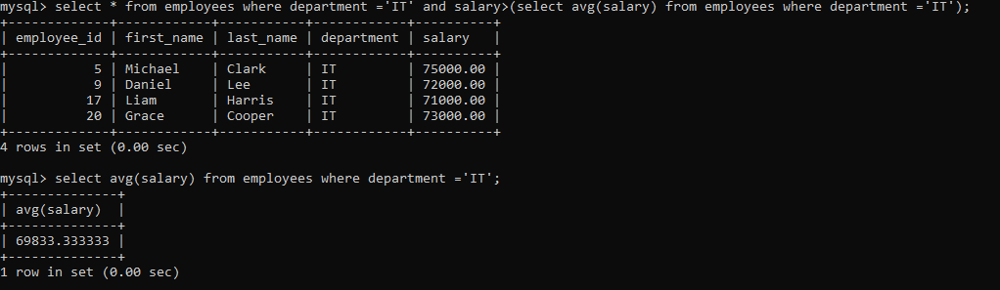 mysql> select * from employees where department ='IT' and salary>(select avg(salary) from employees where department ='IT');
+-------------+------------+-----------+------------+----------+
| employee_id | first_name | last_name | department | salary   |
+-------------+------------+-----------+------------+----------+
|           5 | Michael    | Clark     | IT         | 75000.00 |
|           9 | Daniel     | Lee       | IT         | 72000.00 |
|          17 | Liam       | Harris    | IT         | 71000.00 |
|          20 | Grace      | Cooper    | IT         | 73000.00 |
+-------------+------------+-----------+------------+----------+
4 rows in set (0.00 sec)

mysql> select avg(salary) from employees where department ='IT';
+--------------+
| avg(salary)  |
+--------------+
| 69833.333333 |
+--------------+
1 row in set (0.00 sec)